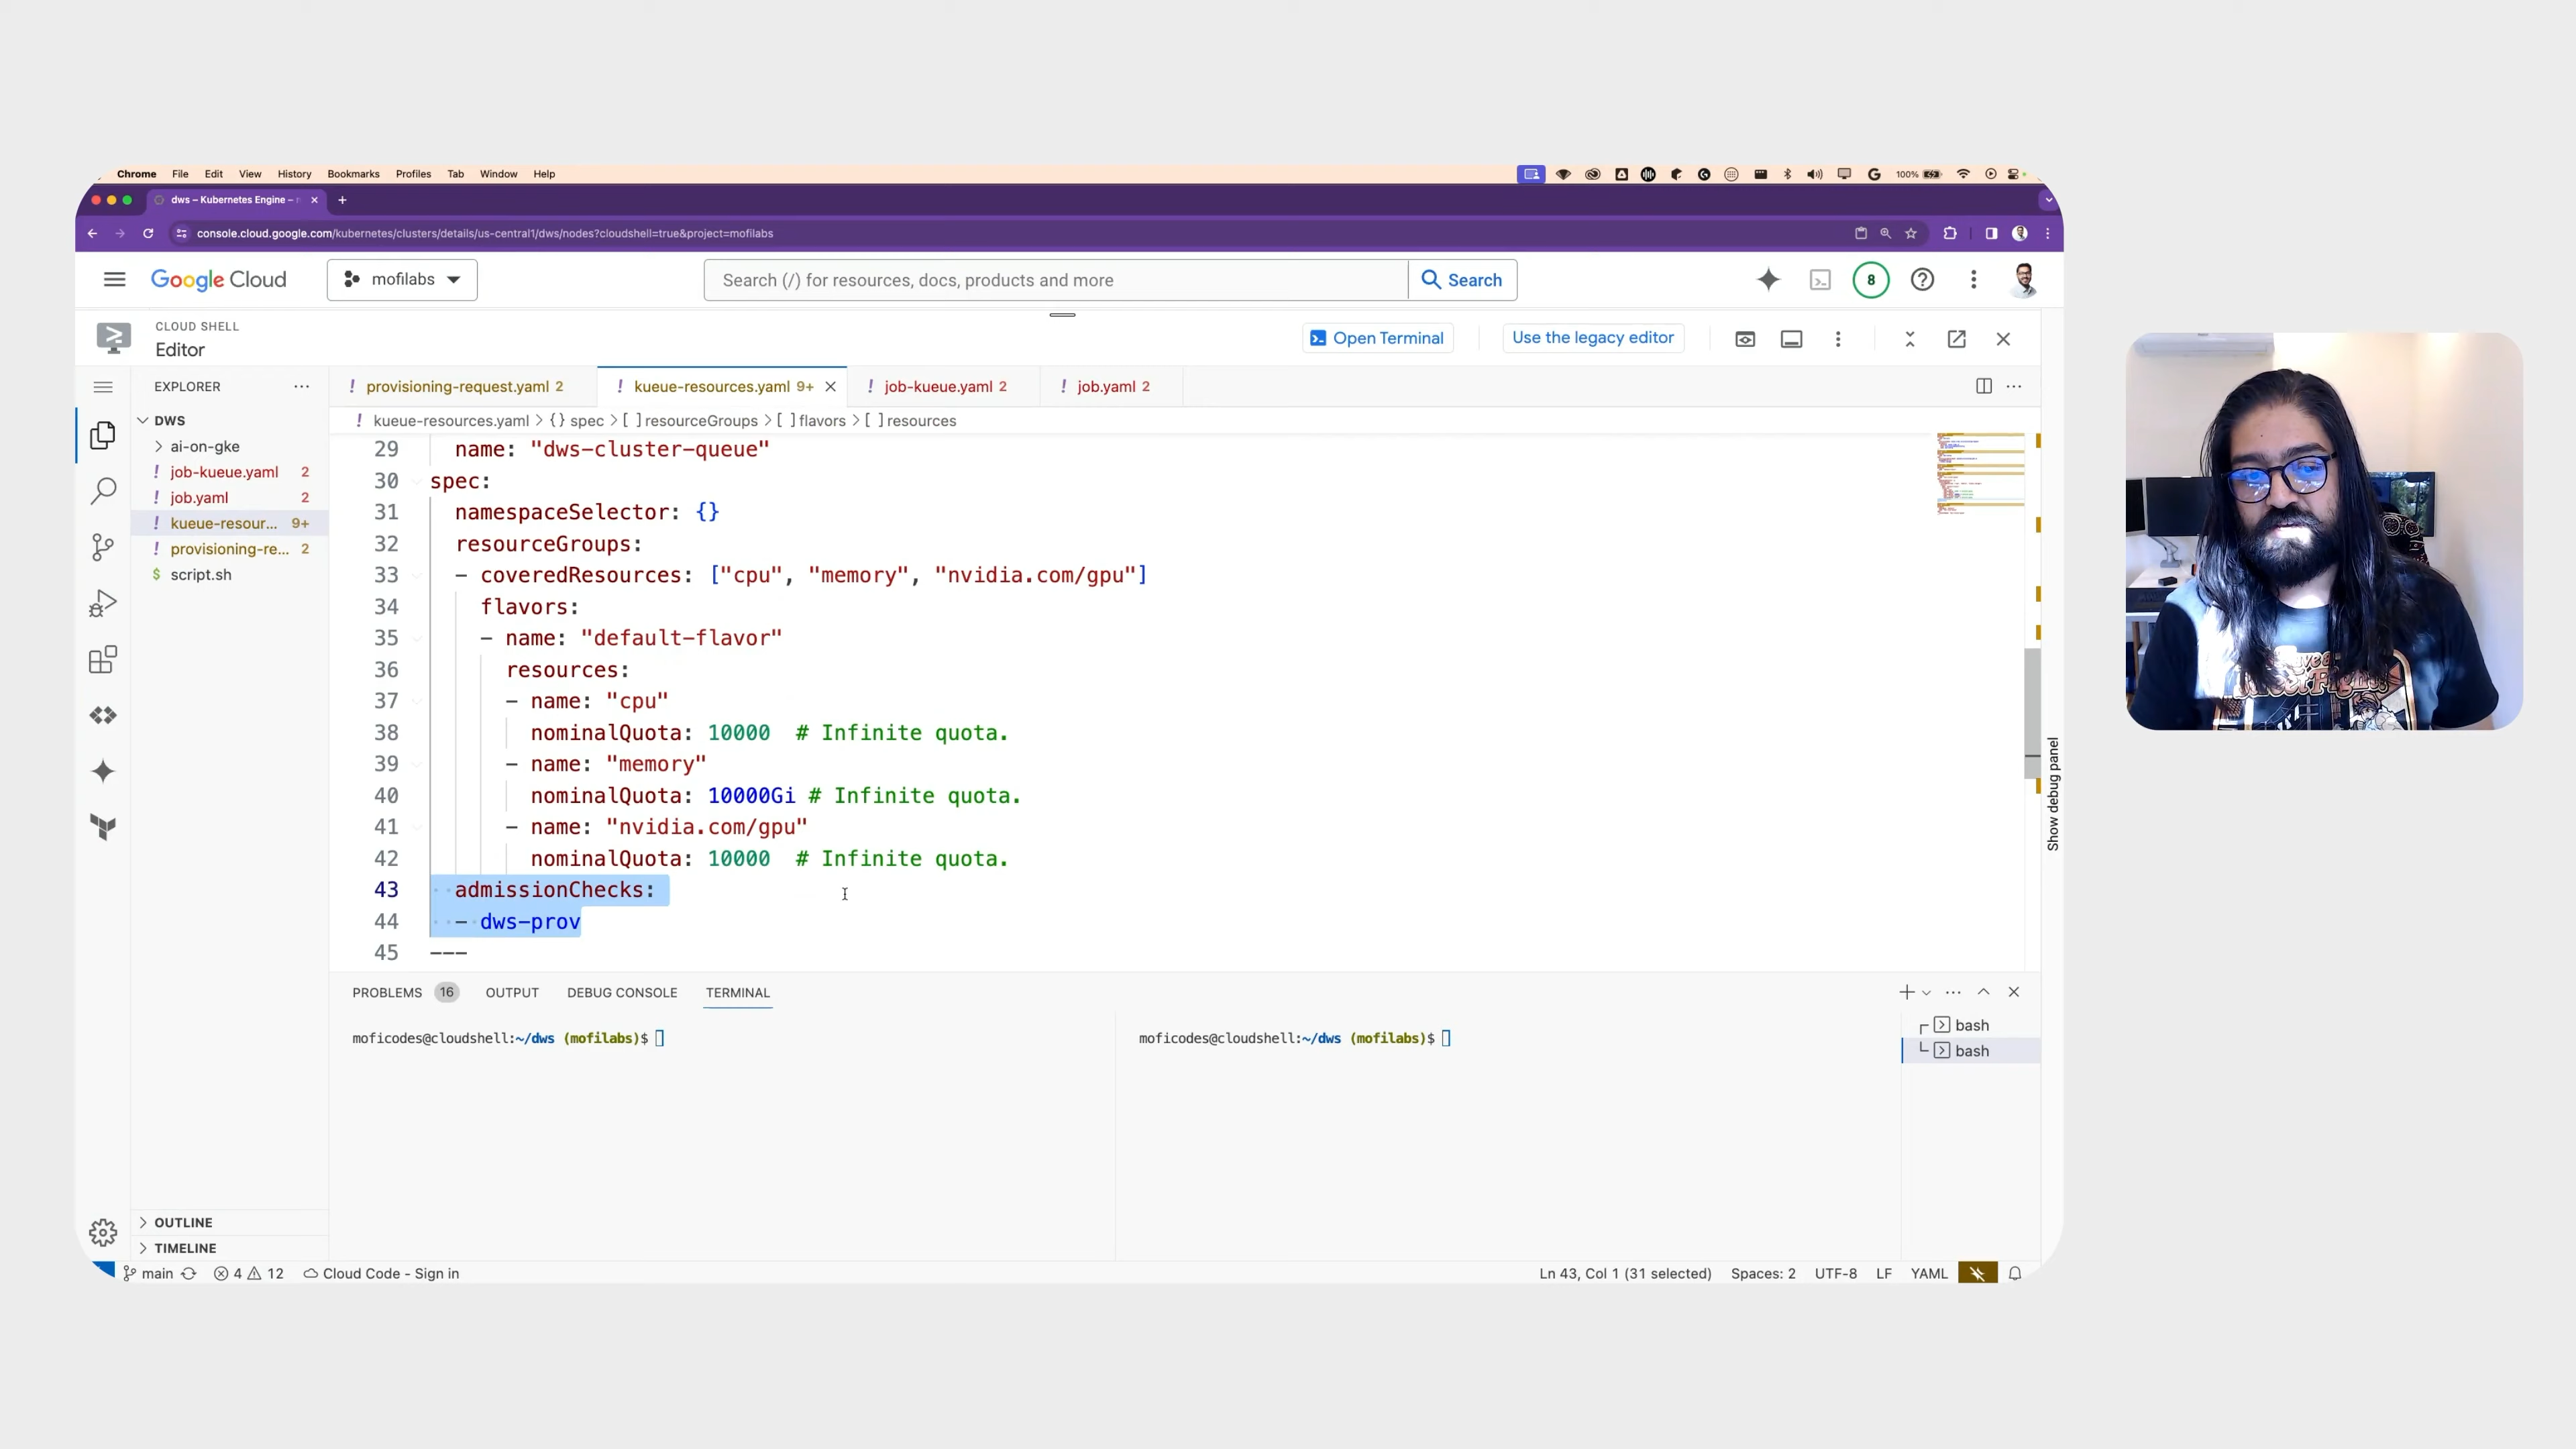 Chrome File Edit View History Bookmarks Profiles Tab Window Help
100%
dws – Kubernetes Engine –
console.cloud.google.com/kubernetes/clusters/details/us-central1/dws/nodes?cloudshell=true&project=mofilabs
Google Cloud
mofilabs
Search (/) for resources, docs, products and more
Search
8
CLOUD SHELL
Editor
Open Terminal
Use the legacy editor
EXPLORER
DWS
ai-on-gke
! job-kueue.yaml 2
! job.yaml 2
! kueue-resour... 9+
! provisioning-re... 2
$ script.sh
OUTLINE
TIMELINE
! provisioning-request.yaml 2
! kueue-resources.yaml 9+
! job-kueue.yaml 2
! job.yaml 2
kueue-resources.yaml > {} spec > [ ] resourceGroups > [ ] flavors > [ ] resources
29 name: "dws-cluster-queue"
30 spec:
31 namespaceSelector: {}
32 resourceGroups:
33 - coveredResources: ["cpu", "memory", "nvidia.com/gpu"]
34 flavors:
35 - name: "default-flavor"
36 resources:
37 - name: "cpu"
38 nominalQuota: 10000 # Infinite quota.
39 - name: "memory"
40 nominalQuota: 10000Gi # Infinite quota.
41 - name: "nvidia.com/gpu"
42 nominalQuota: 10000 # Infinite quota.
43 admissionChecks:
44 - dws-prov
45 ---
Show debug panel
PROBLEMS 16 OUTPUT DEBUG CONSOLE TERMINAL
moficodes@cloudshell:~/dws (mofilabs)$
moficodes@cloudshell:~/dws (mofilabs)$
bash
bash
main 4 12 Cloud Code - Sign in
Ln 43, Col 1 (31 selected) Spaces: 2 UTF-8 LF YAML